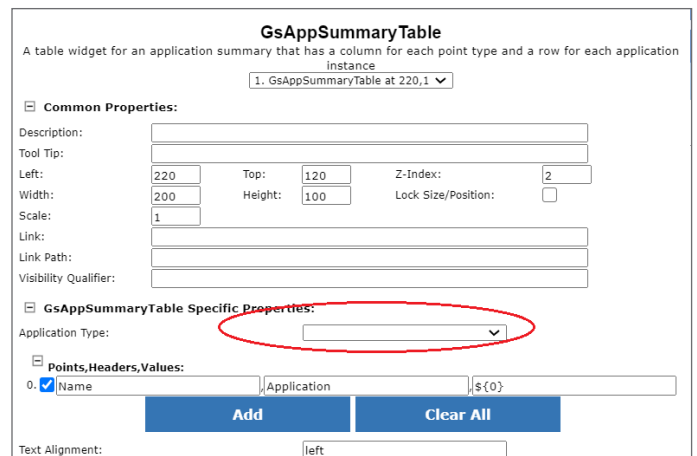 GsAppSummaryTable
A table widget for an application summary that has a column for each point type and a row for each application
instance
1. GsAppSummaryTable at 220,1
Common Properties:
Description:
Tool Tip:
Left: 220 Top: 120 Z-Index: 2
Width: 200 Height: 100 Lock Size/Position:
Scale: 1
Link:
Link Path:
Visibility Qualifier:
GsAppSummaryTable Specific Properties:
Application Type:
Points,Headers,Values:
0. Name , Application , ${0}
Add Clear All
Text Alignment: left